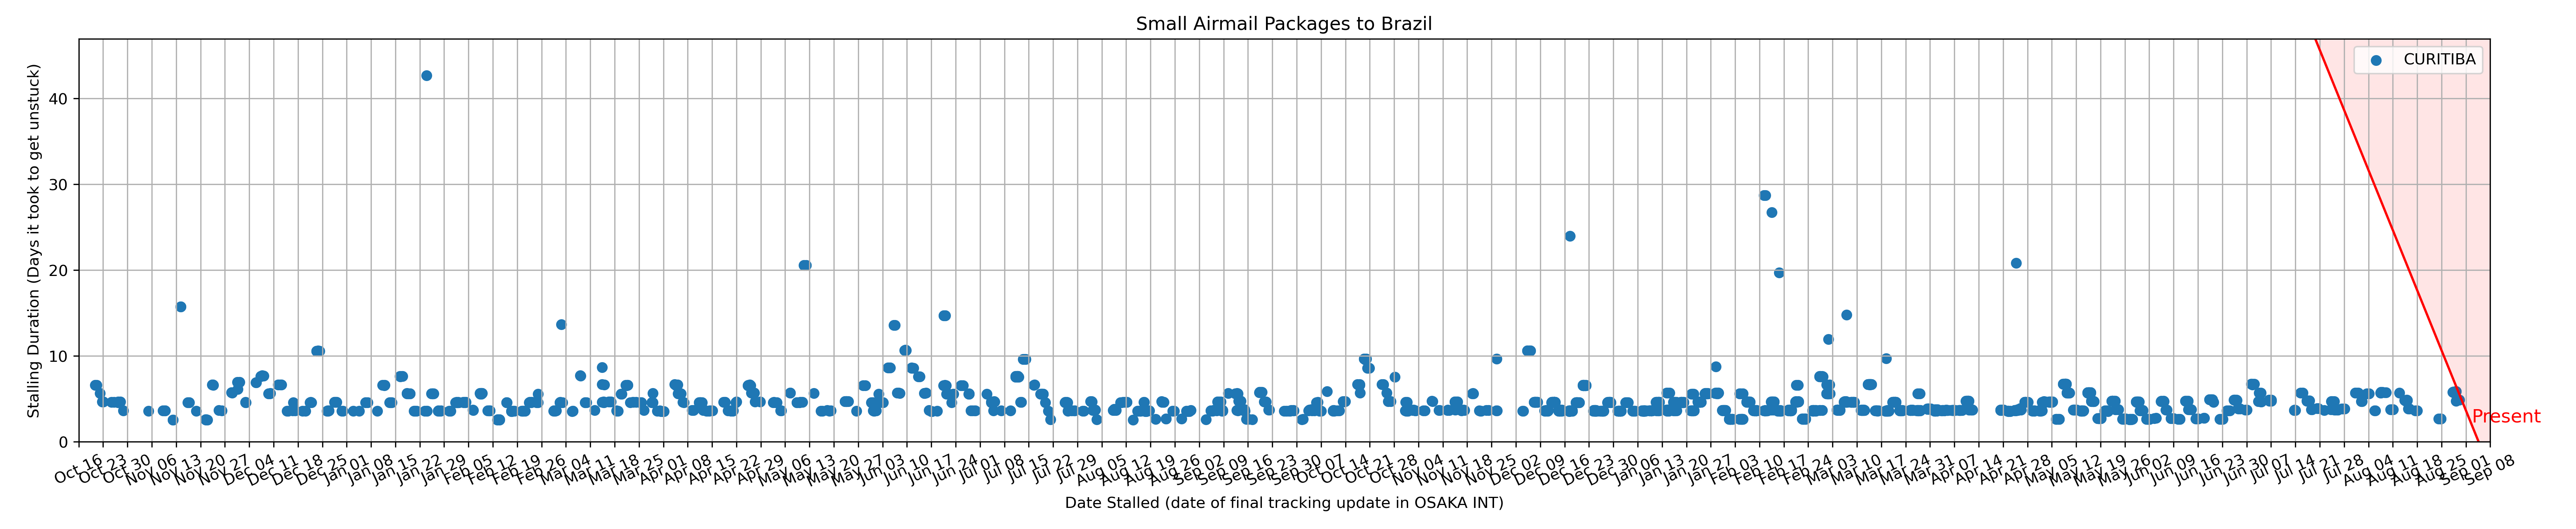 Small Airmail Packages to Brazil
CURITIBA
Stalling Duration (Days it took to get unstuck)
40
30
20
10
0
Present
Oct 16 Oct 23 Oct 30 Nov 06 Nov 13 Nov 20 Nov 27 Dec 04 Dec 11 Dec 18 Dec 25 Jan 01 Jan 08 Jan 15 Jan 22 Jan 29 Feb 05 Feb 12 Feb 19 Feb 26 Mar 04 Mar 11 Mar 18 Mar 25 Apr 01 Apr 08 Apr 15 Apr 22 Apr 29 May 06 May 13 May 20 May 27 Jun 03 Jun 10 Jun 17 Jun 24 Jul 01 Jul 08 Jul 15 Jul 22 Jul 29 Aug 05 Aug 12 Aug 19 Aug 26 Sep 02 Sep 09 Sep 16 Sep 23 Sep 30 Oct 07 Oct 14 Oct 21 Oct 28 Nov 04 Nov 11 Nov 18 Nov 25 Dec 02 Dec 09 Dec 16 Dec 23 Dec 30 Jan 06 Jan 13 Jan 20 Jan 27 Feb 03 Feb 10 Feb 17 Feb 24 Mar 03 Mar 10 Mar 17 Mar 24 Mar 31 Apr 07 Apr 14 Apr 21 Apr 28 May 05 May 12 May 19 May 26 Jun 02 Jun 09 Jun 16 Jun 23 Jun 30 Jul 07 Jul 14 Jul 21 Jul 28 Aug 04 Aug 11 Aug 18 Aug 25 Sep 01 Sep 08
Date Stalled (date of final tracking update in OSAKA INT)